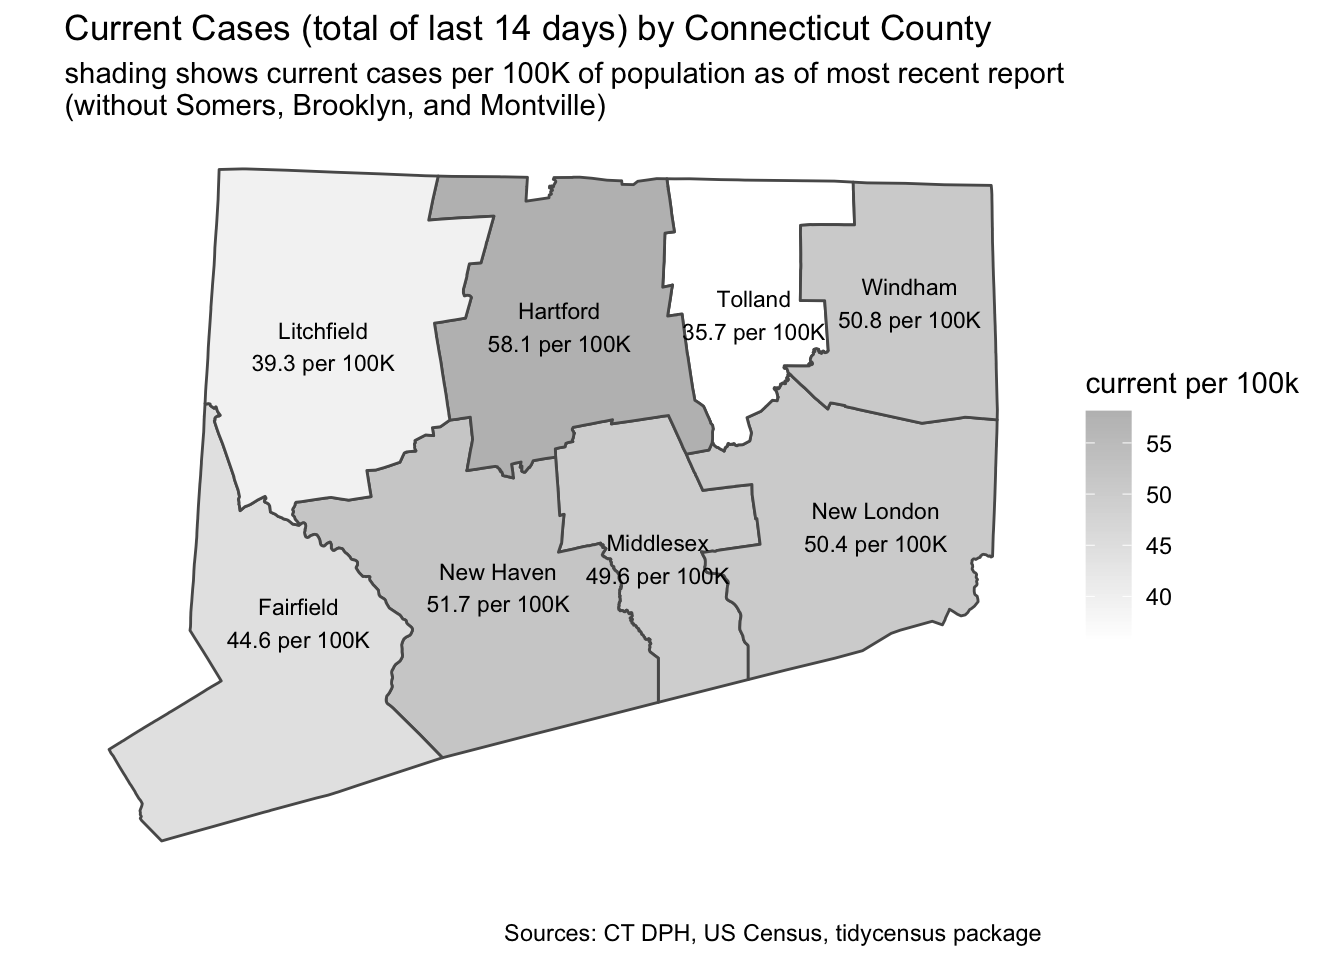 Current Cases (total of last 14 days) by Connecticut County
shading shows current cases per 100K of population as of most recent report
(without Somers, Brooklyn, and Montville)
Litchfield
39.3 per 100K
Hartford
58.1 per 100K
Tolland
35.7 per 100K
Windham
50.8 per 100K
Fairfield
44.6 per 100K
New Haven
51.7 per 100K
Middlesex
49.6 per 100K
New London
50.4 per 100K
current per 100k
55
50
45
40
Sources: CT DPH, US Census, tidycensus package